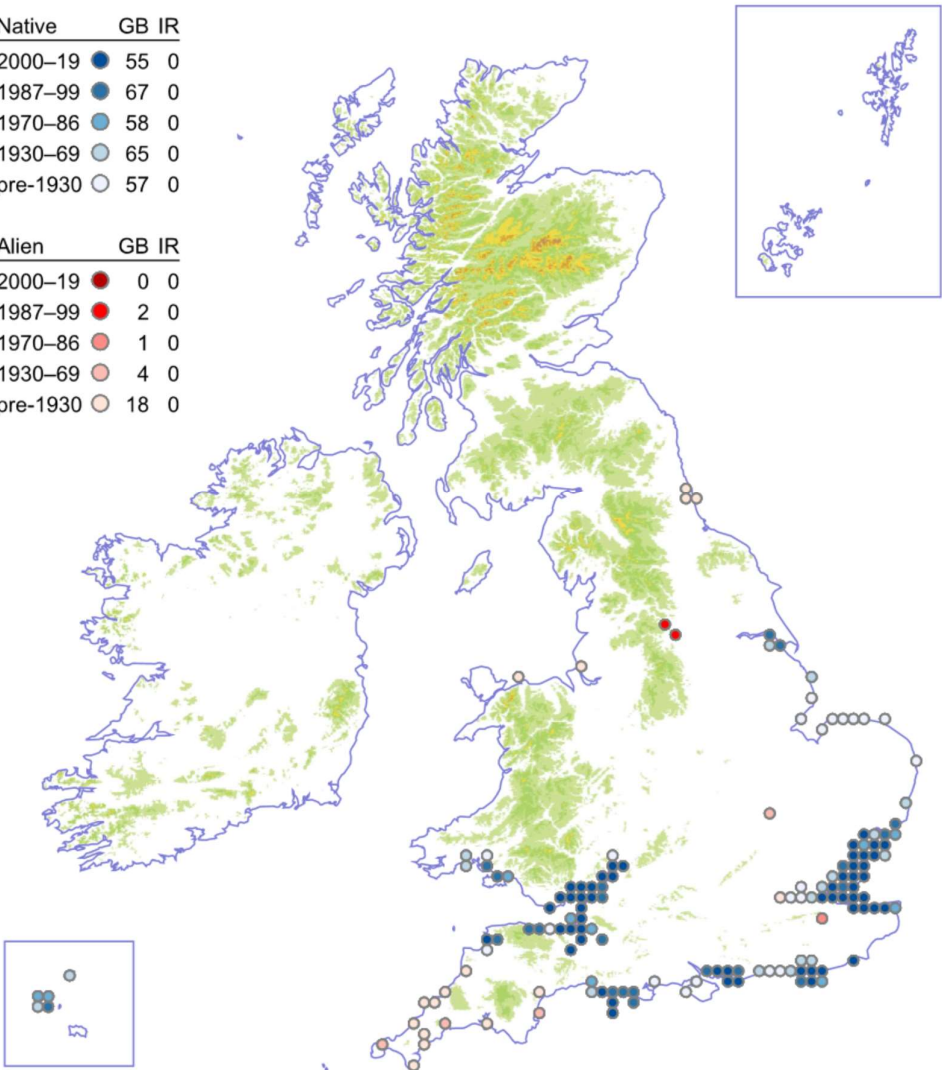 Native GB IR
2000–19 55 0
1987–99 67 0
1970–86 58 0
1930–69 65 0
pre-1930 57 0
Alien GB IR
2000–19 0 0
1987–99 2 0
1970–86 1 0
1930–69 4 0
pre-1930 18 0